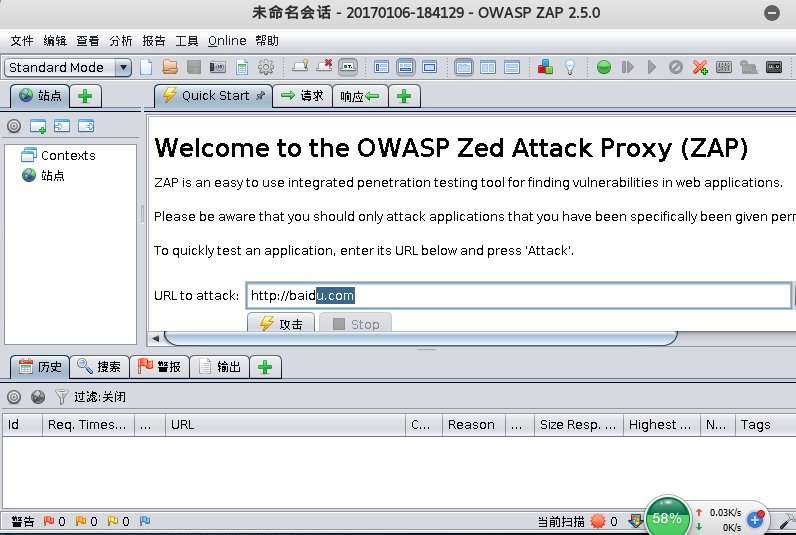 未命名会话 - 20170106-184129 - OWASP ZAP 2.5.0
文件 编辑 查看 分析 报告 工具 Online 帮助
Standard Mode
站点 Quick Start 请求 响应
Contexts
站点
Welcome to the OWASP Zed Attack Proxy (ZAP)
ZAP is an easy to use integrated penetration testing tool for finding vulnerabilities in web applications.
Please be aware that you should only attack applications that you have been specifically been given perm
To quickly test an application, enter its URL below and press 'Attack'.
URL to attack: http://baidu.com
攻击 Stop
历史 搜索 警报 输出
过滤:关闭
Id Req. Times... ... URL C... Reason ... Size Resp. ... Highest ... N... Tags
警告 0 0 0 当前扫描 0 58% 0.03K/s
0K/s